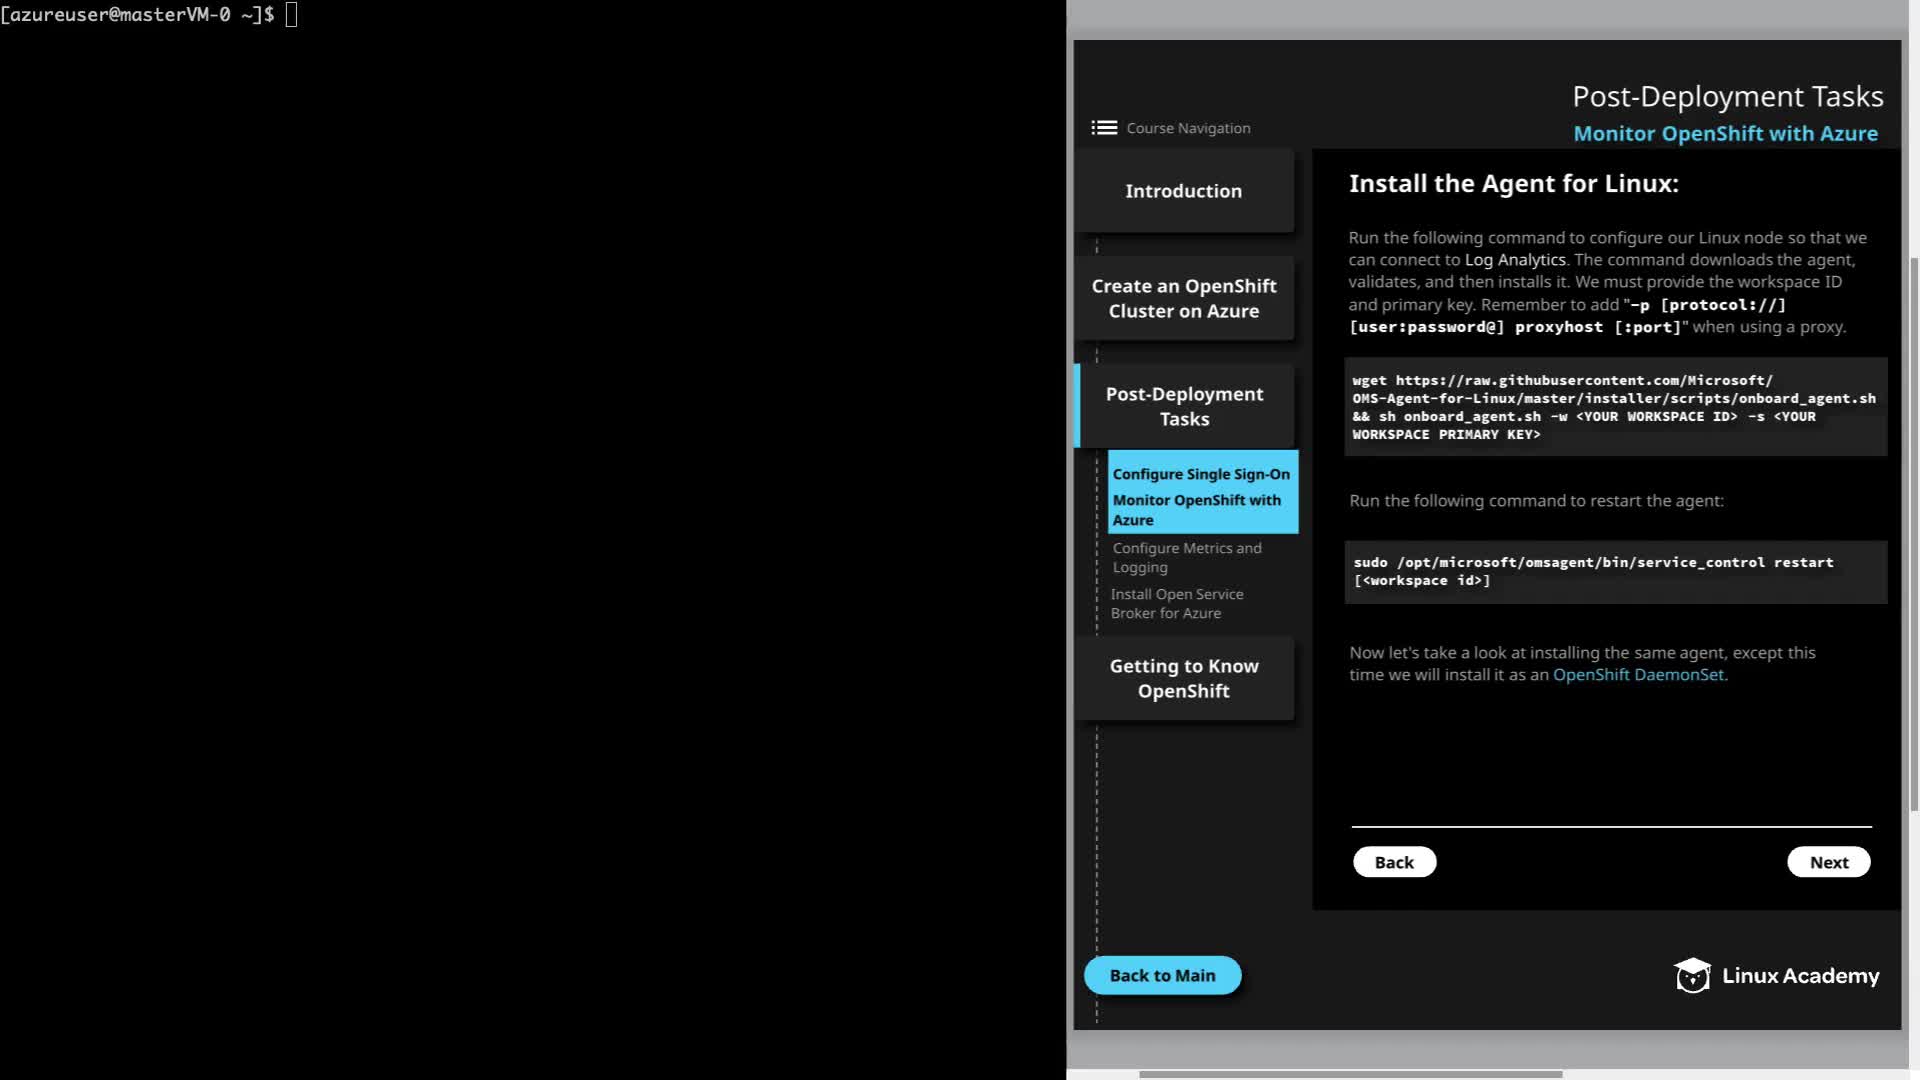 [azureuser@masterVM-0 ~]$
Post-Deployment Tasks
Monitor OpenShift with Azure
Course Navigation
Introduction
Create an OpenShift
Cluster on Azure
Post-Deployment
Tasks
Configure Single Sign-On
Monitor OpenShift with
Azure
Configure Metrics and
Logging
Install Open Service
Broker for Azure
Getting to Know
OpenShift
Back to Main
Install the Agent for Linux:
Run the following command to configure our Linux node so that we
can connect to Log Analytics. The command downloads the agent,
validates, and then installs it. We must provide the workspace ID
and primary key. Remember to add "-p [protocol://]
[user:password@] proxyhost [:port]" when using a proxy.
wget https://raw.githubusercontent.com/Microsoft/
OMS-Agent-for-Linux/master/installer/scripts/onboard_agent.sh
&& sh onboard_agent.sh -w <YOUR WORKSPACE ID> -s <YOUR
WORKSPACE PRIMARY KEY>
Run the following command to restart the agent:
sudo /opt/microsoft/omsagent/bin/service_control restart
[<workspace id>]
Now let's take a look at installing the same agent, except this
time we will install it as an OpenShift DaemonSet.
Back
Next
Linux Academy